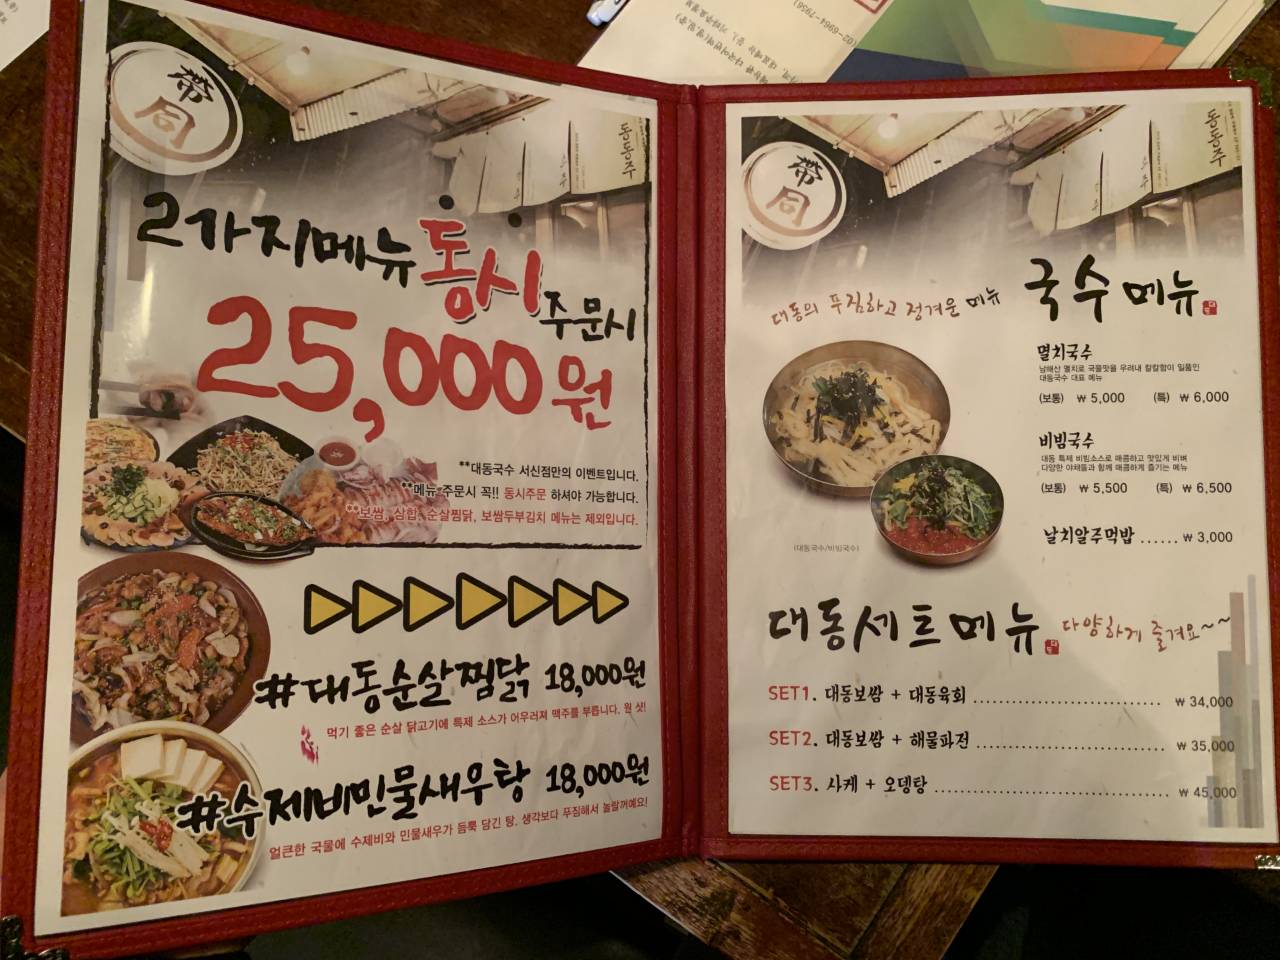 帶同
2가지메뉴 동시 주문시
25,000원
**대동국수 서신점만의 이벤트입니다.
**메뉴 주문시 꼭!! 동시주문 하셔야 가능합니다.
**보쌈, 삼합, 순살찜닭, 보쌈두부김치 메뉴는 제외입니다.
#대동순살찜닭 18,000원
먹기 좋은 순살 닭고기에 특제 소스가 어우러져 맥주를 부릅니다. 원 샷!
#수제비민물새우탕 18,000원
얼큰한 국물에 수제비와 민물새우가 듬뿍 담긴 탕. 생각보다 푸짐해서 놀랄꺼예요!
동동주
(02-6964-7956)
帶同
동동주
대동의 푸짐하고 정겨운 메뉴
국수 메뉴
멸치국수
남해산 멸치로 국물맛을 우려내 칼칼함이 일품인
대동국수 대표 메뉴
(보통) ₩ 5,000 (특) ₩ 6,000
비빔국수
대동 특제 비빔소스로 매콤하고 맛있게 비벼
다양한 야채들과 함께 매콤하게 즐기는 메뉴
(보통) ₩ 5,500 (특) ₩ 6,500
날치알주먹밥 ...... ₩ 3,000
(대동국수/비빔국수)
대동세트메뉴 다양하게 즐겨요~~
SET1. 대동보쌈 + 대동육회 ₩ 34,000
SET2. 대동보쌈 + 해물파전 ₩ 35,000
SET3. 사케 + 오뎅탕 ₩ 45,000